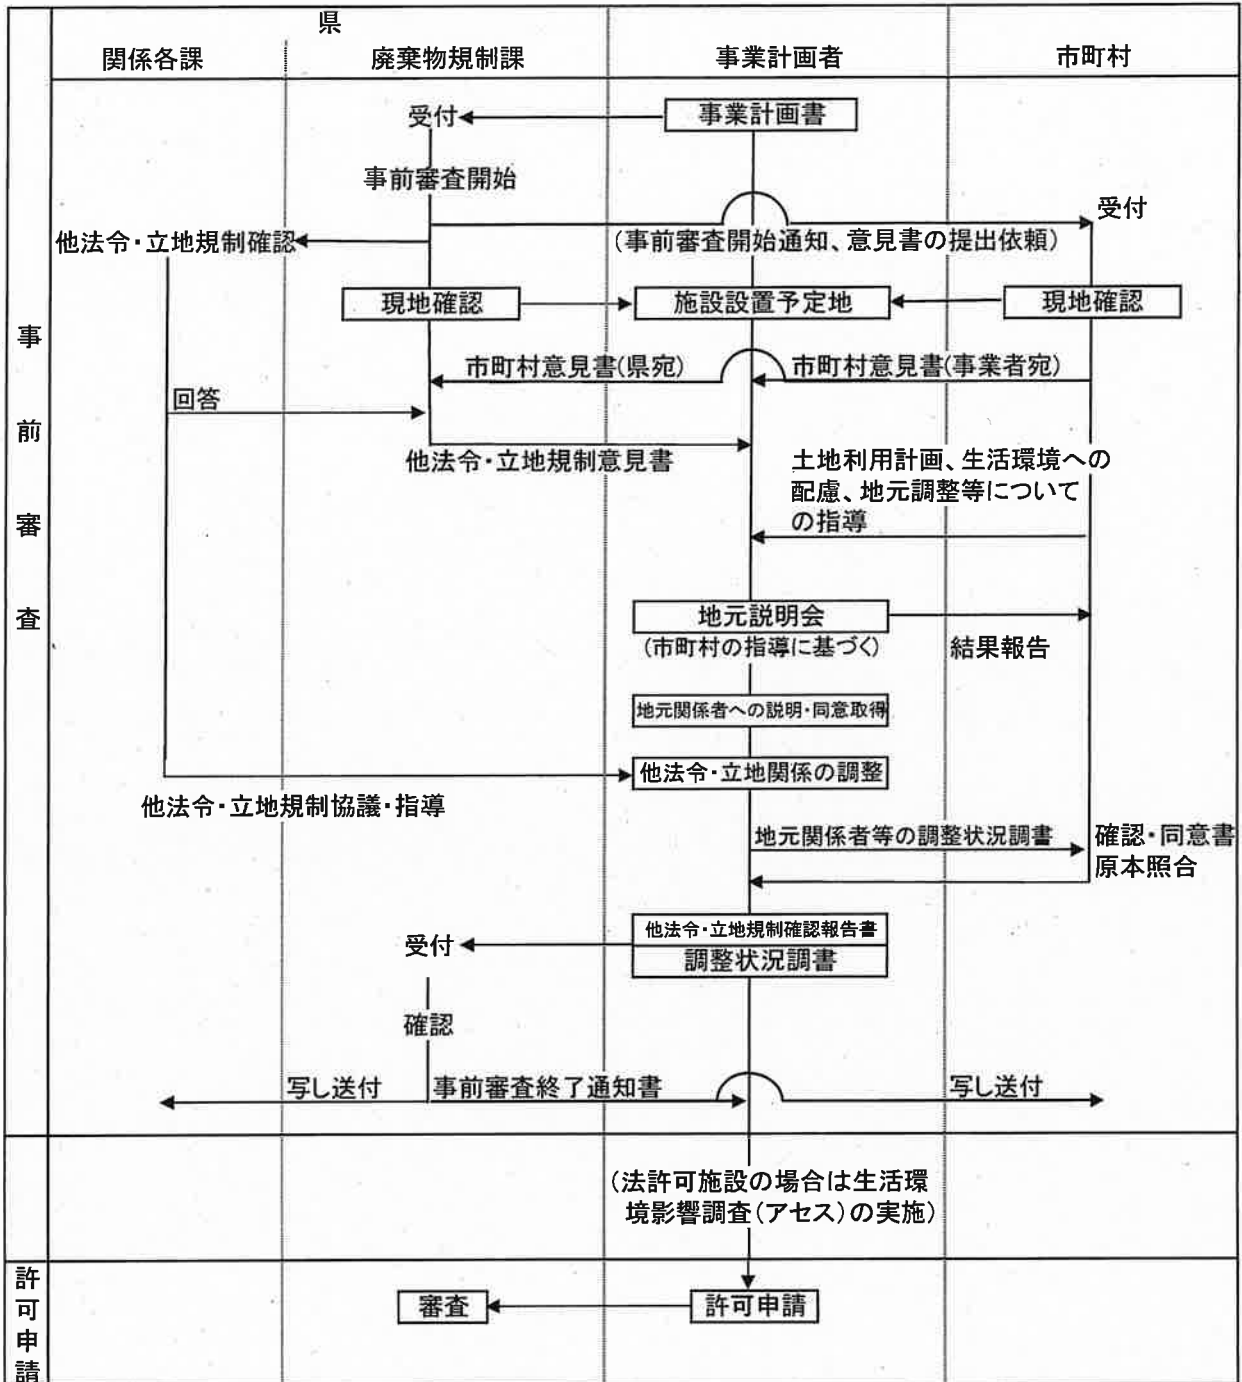 県
関係各課
廃棄物規制課
事業計画者
市町村
事業計画書
受付
事前審査開始
受付
他法令・立地規制確認
(事前審査開始通知、意見書の提出依頼)
現地確認
施設設置予定地
現地確認
市町村意見書(県宛)
市町村意見書(事業者宛)
回答
他法令・立地規制意見書
土地利用計画、生活環境への
配慮、地元調整等について
の指導
事前審査
地元説明会
(市町村の指導に基づく)
結果報告
地元関係者への説明・同意取得
他法令・立地関係の調整
他法令・立地規制協議・指導
地元関係者等の調整状況調書
確認・同意書
原本照合
他法令・立地規制確認報告書
調整状況調書
受付
確認
写し送付
事前審査終了通知書
写し送付
(法許可施設の場合は生活環
境影響調査(アセス)の実施)
許可申請
審査
許可申請